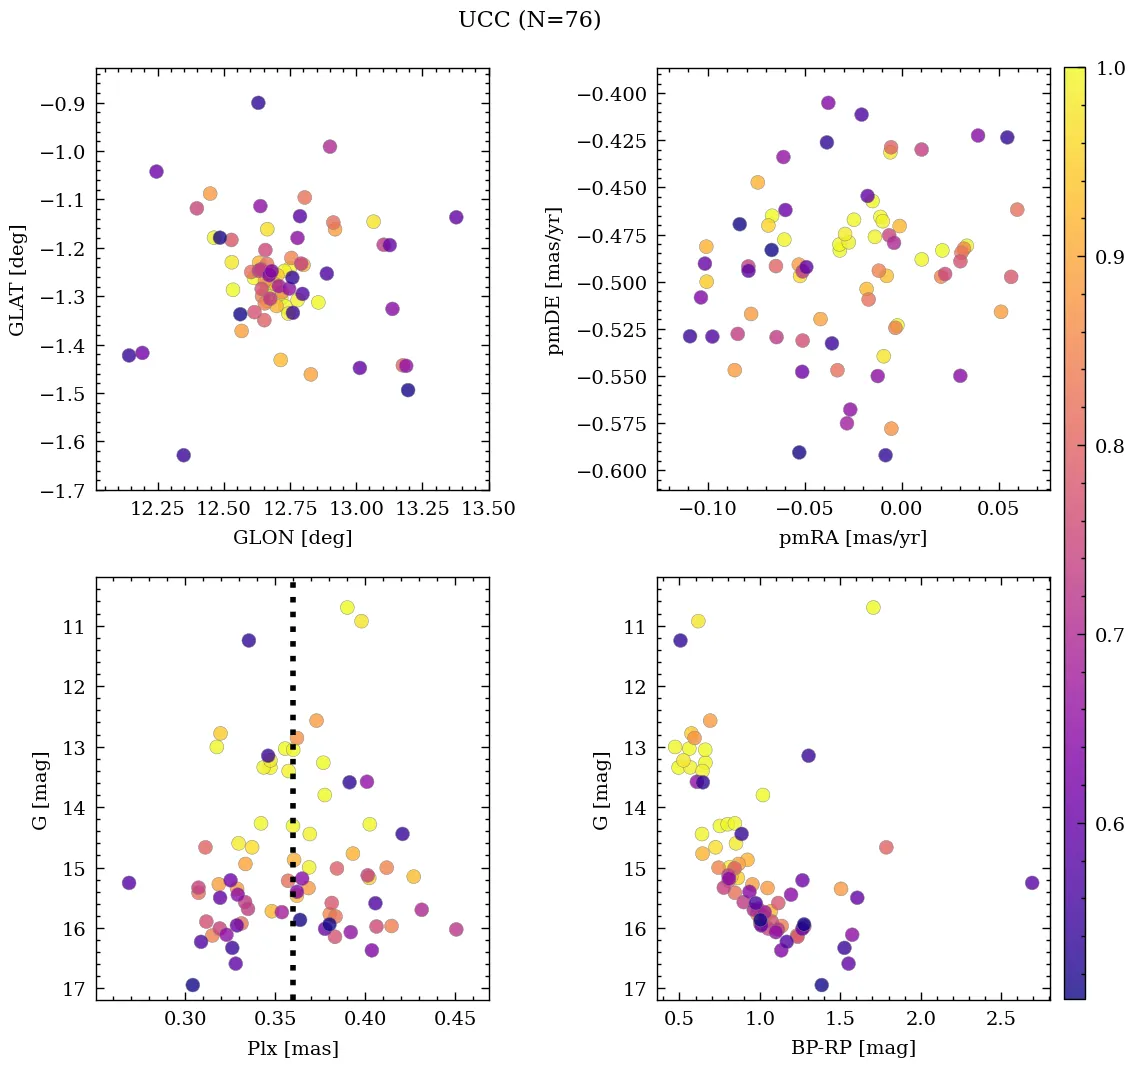 UCC (N=76)
−0.9
−1.0
−1.1
−1.2
−1.3
−1.4
−1.5
−1.6
−1.7
GLAT [deg]
12.25 12.50 12.75 13.00 13.25 13.50
GLON [deg]
−0.400
−0.425
−0.450
−0.475
−0.500
−0.525
−0.550
−0.575
−0.600
pmDE [mas/yr]
−0.10 −0.05 0.00 0.05
pmRA [mas/yr]
1.0
0.9
0.8
0.7
0.6
11
12
13
14
15
16
17
G [mag]
0.30 0.35 0.40 0.45
Plx [mas]
11
12
13
14
15
16
17
G [mag]
0.5 1.0 1.5 2.0 2.5
BP-RP [mag]